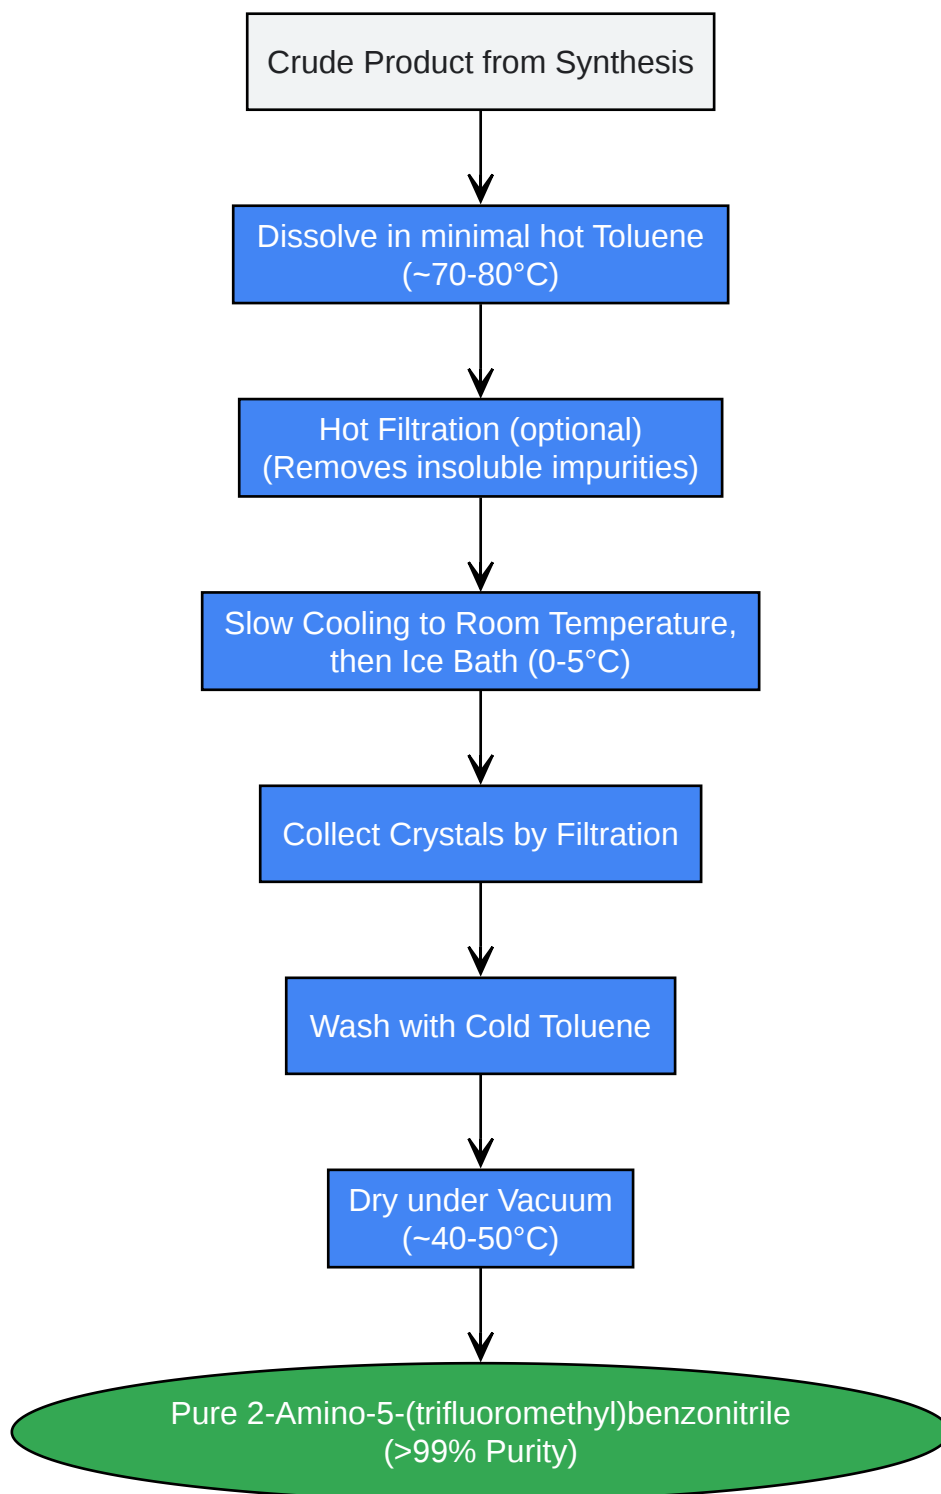 Crude Product from Synthesis
Dissolve in minimal hot Toluene
(~70-80°C)
Hot Filtration (optional)
(Removes insoluble impurities)
Slow Cooling to Room Temperature,
then Ice Bath (0-5°C)
Collect Crystals by Filtration
Wash with Cold Toluene
Dry under Vacuum
(~40-50°C)
Pure 2-Amino-5-(trifluoromethyl)benzonitrile
(>99% Purity)